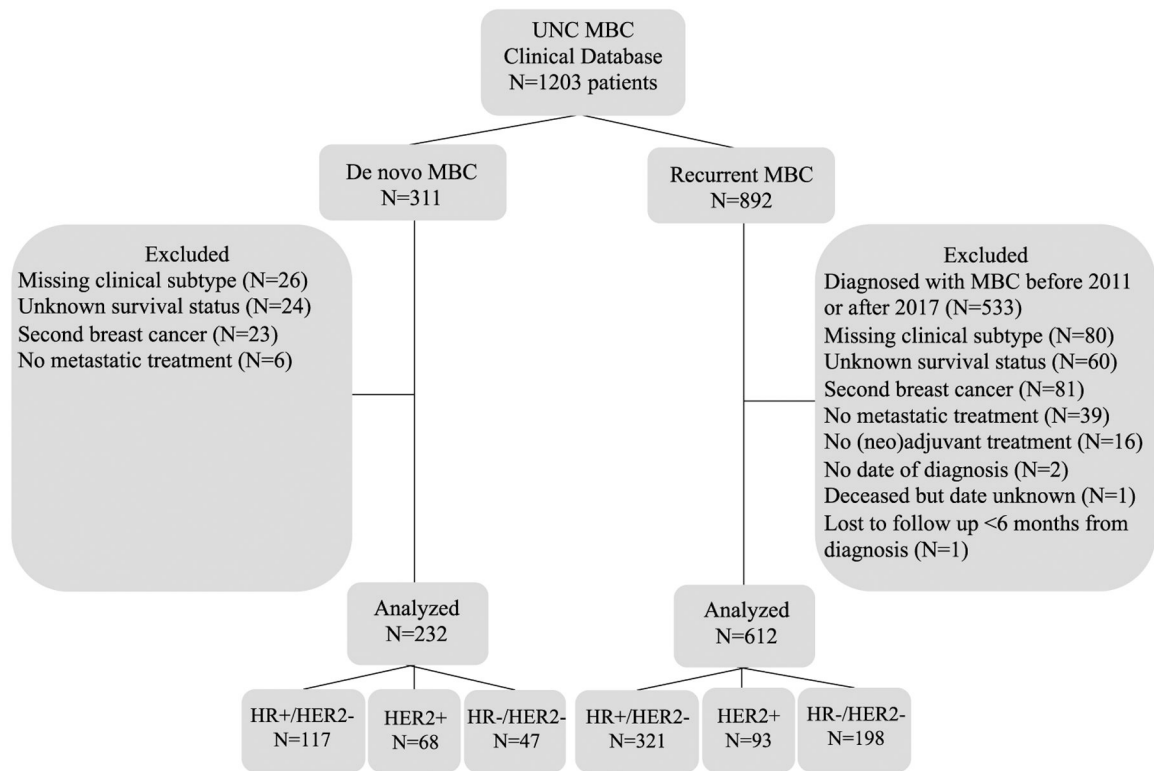 UNC MBC
Clinical Database
N=1203 patients
De novo MBC
N=311
Recurrent MBC
N=892
Excluded
Missing clinical subtype (N=26)
Unknown survival status (N=24)
Second breast cancer (N=23)
No metastatic treatment (N=6)
Excluded
Diagnosed with MBC before 2011
or after 2017 (N=533)
Missing clinical subtype (N=80)
Unknown survival status (N=60)
Second breast cancer (N=81)
No metastatic treatment (N=39)
No (neo)adjuvant treatment (N=16)
No date of diagnosis (N=2)
Deceased but date unknown (N=1)
Lost to follow up <6 months from
diagnosis (N=1)
Analyzed
N=232
Analyzed
N=612
HR+/HER2-
N=117
HER2+
N=68
HR-/HER2-
N=47
HR+/HER2-
N=321
HER2+
N=93
HR-/HER2-
N=198